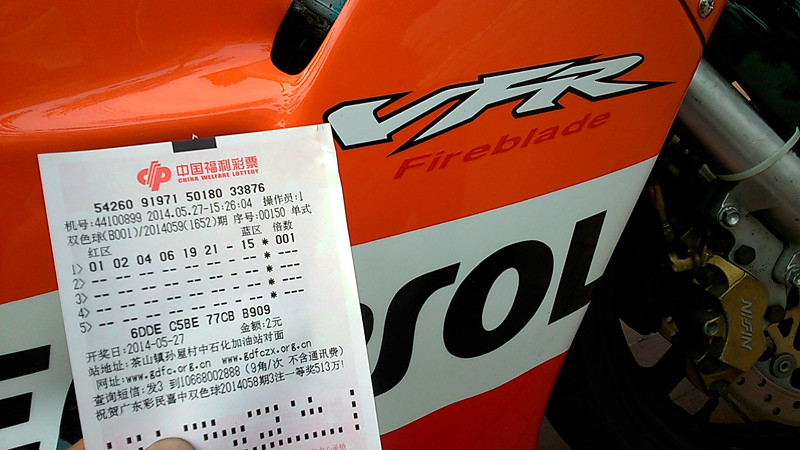 中国福利彩票
CHINA WELFARE LOTTERY
54260 91971 50180 33876
机号:44100899 2014.05.27-15:26:04 操作员:1
双色球(B001)/2014059(1652)期 序号:00150 单式
红区 蓝区 倍数
1> 01 02 04 06 19 21 - 15 * 001
2> -- -- -- -- -- -- - -- * ---
3> -- -- -- -- -- -- - -- * ---
4> -- -- -- -- -- -- - -- * ---
5> -- -- -- -- -- -- - -- * ---
6DDE C5BE 77CB B909
开奖日:2014-05-27 金额:2元
站地址:茶山镇孙屋村中石化加油站对面
网址:www.gdfc.org.cn www.gdfczx.org.cn
查询短信:发3 到10668002888 (9角/次 不含通讯费)
祝贺广东彩民喜中双色球2014058期3注一等奖513万!
VFR
Fireblade
SOL
NISSIN